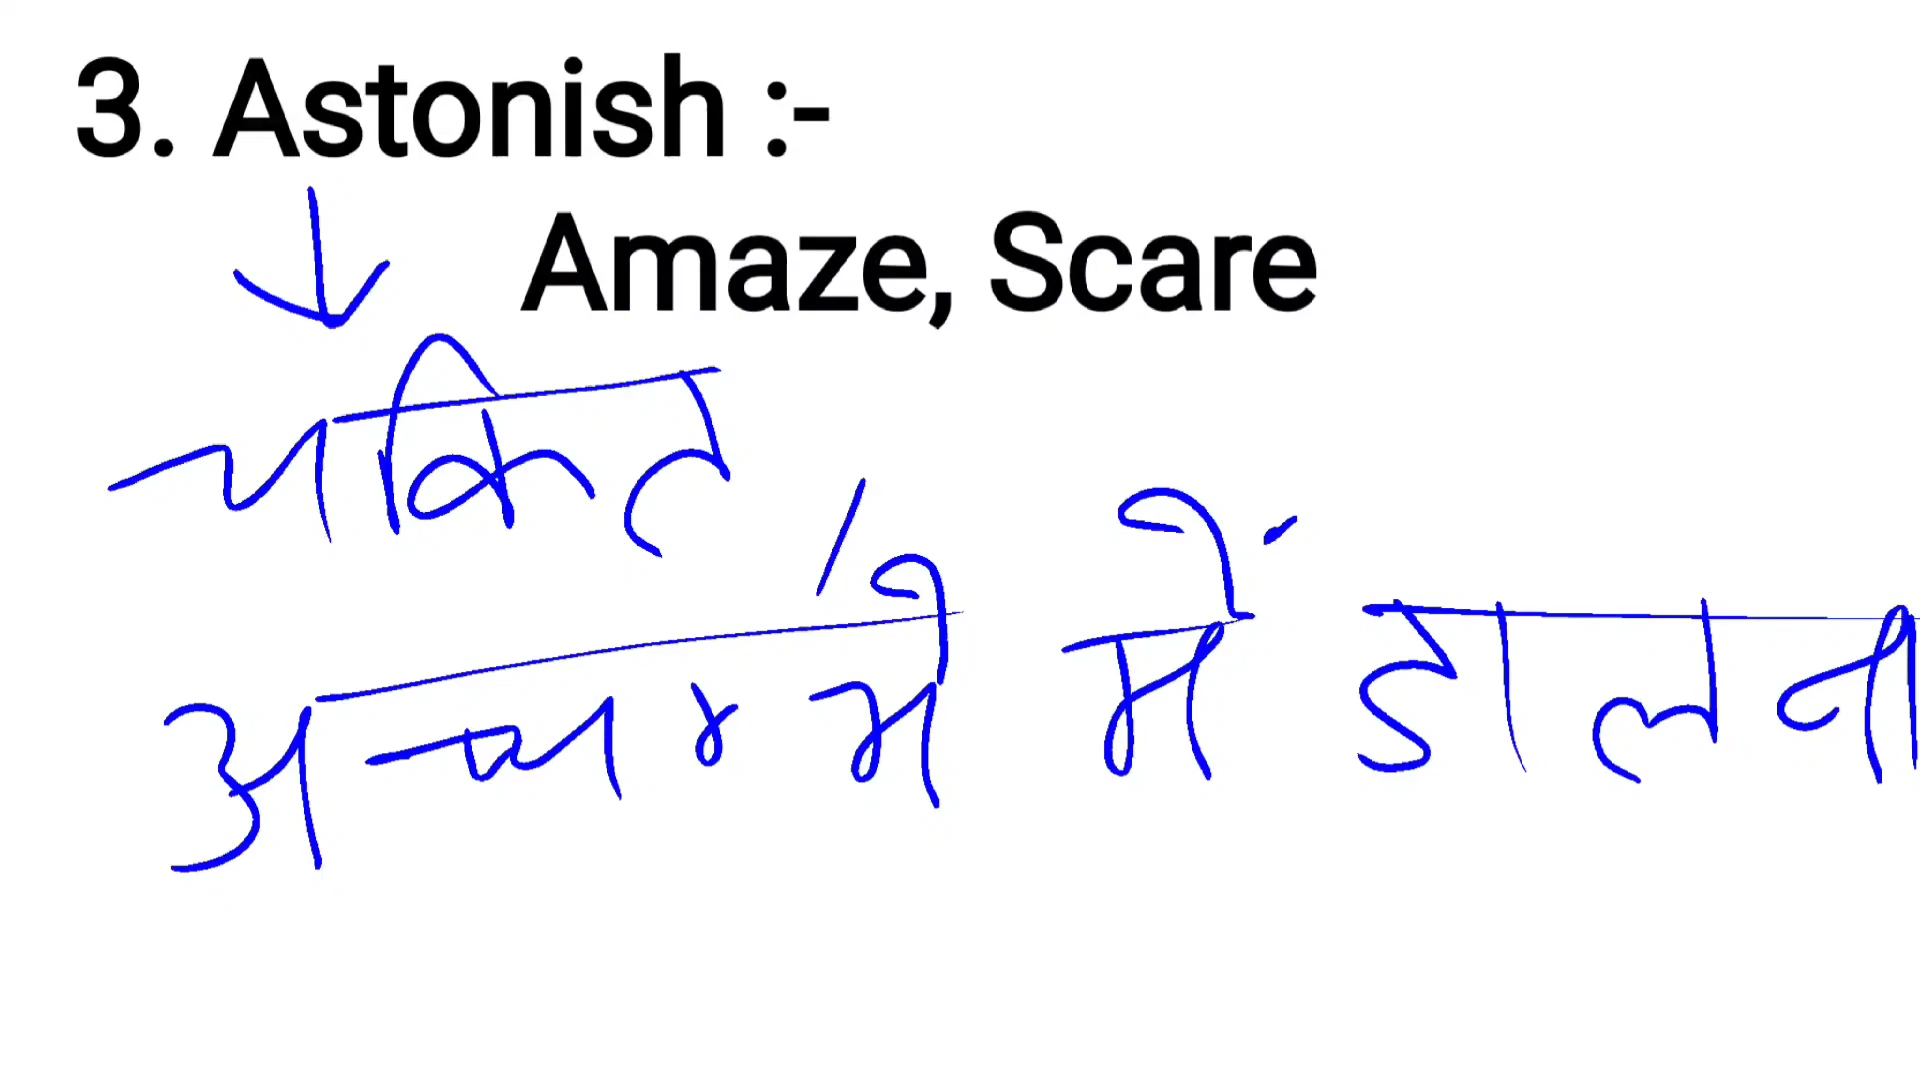 3. Astonish :-
Amaze, Scare
चकित
अचम्भे में डालना